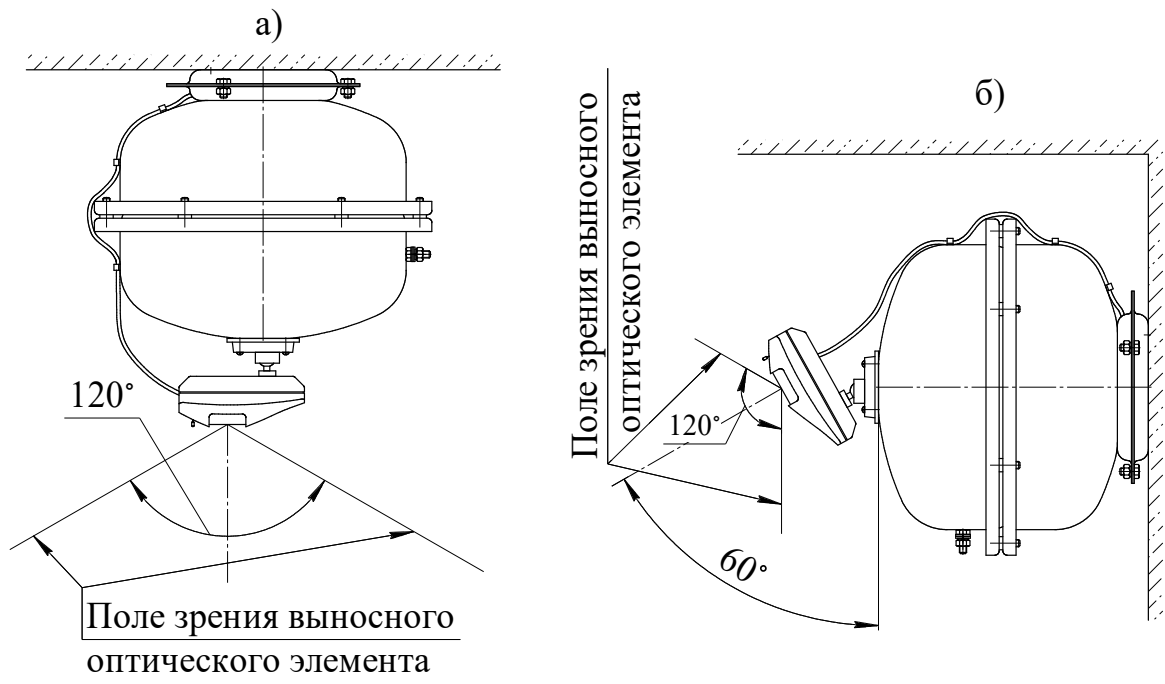 а)
120°
Поле зрения выносного
оптического элемента
б)
Поле зрения выносного
оптического элемента
120°
60°